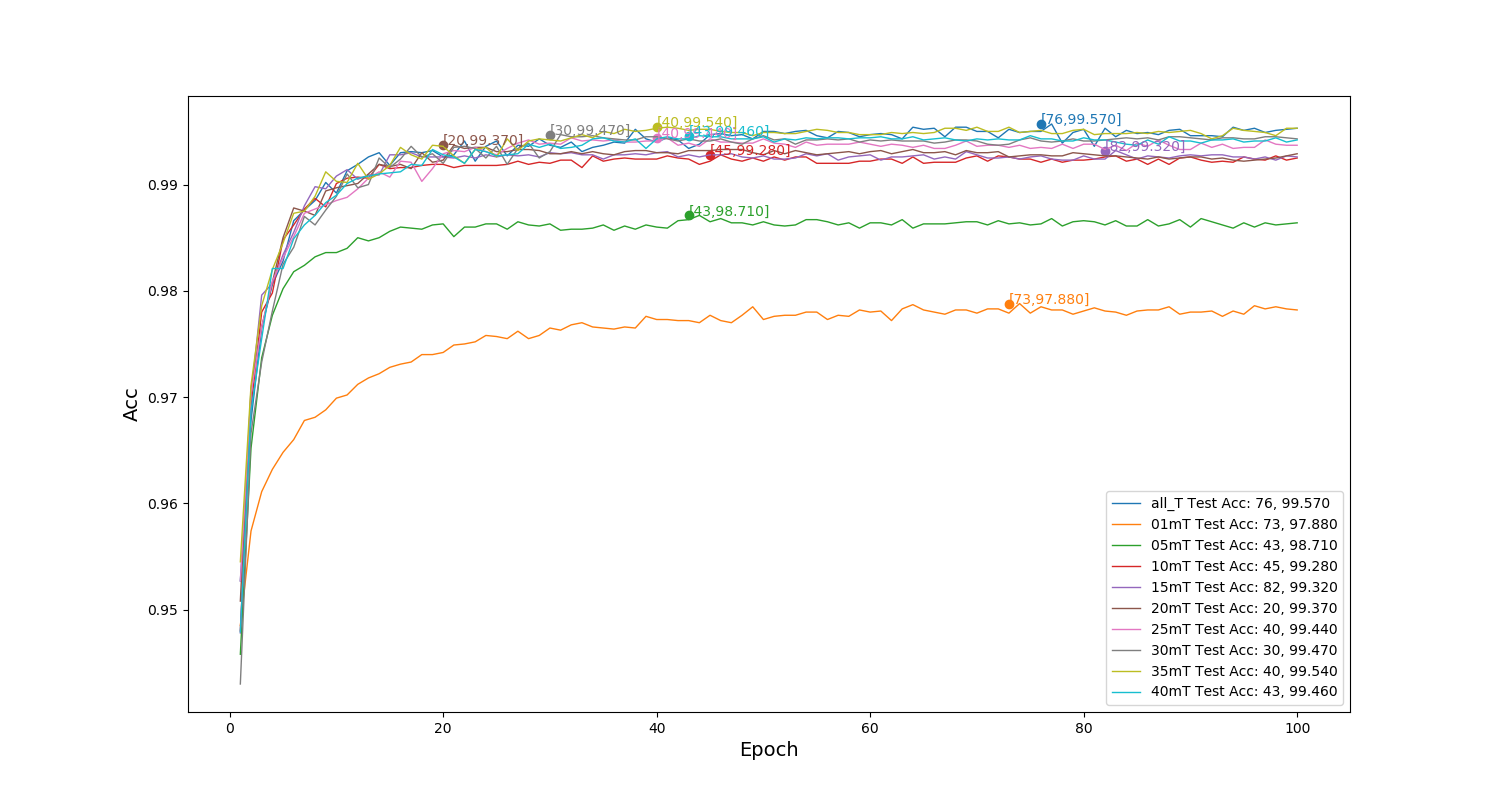 [76,99.570]
[40,99.540]
[43,99.460]
[30,99.470]
[20,99.370]
[82,99.320]
[45,99.280]
[43,98.710]
[73,97.880]
0.99
0.98
0.97
0.96
0.95
Acc
0 20 40 60 80 100
Epoch
all_T Test Acc: 76, 99.570
01mT Test Acc: 73, 97.880
05mT Test Acc: 43, 98.710
10mT Test Acc: 45, 99.280
15mT Test Acc: 82, 99.320
20mT Test Acc: 20, 99.370
25mT Test Acc: 40, 99.440
30mT Test Acc: 30, 99.470
35mT Test Acc: 40, 99.540
40mT Test Acc: 43, 99.460